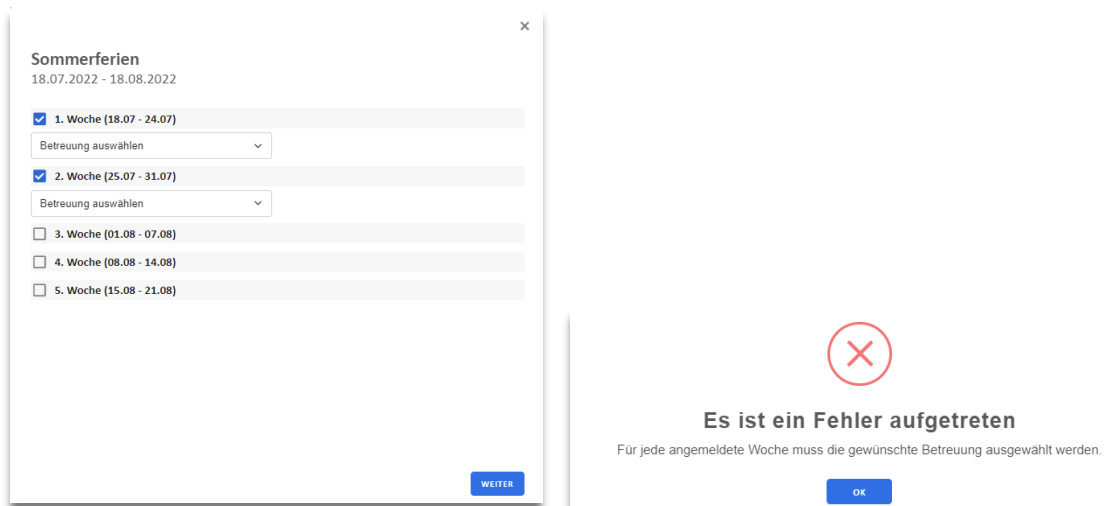 Sommerferien
18.07.2022 - 18.08.2022
1. Woche (18.07 - 24.07)
Betreuung auswählen
2. Woche (25.07 - 31.07)
Betreuung auswählen
3. Woche (01.08 - 07.08)
4. Woche (08.08 - 14.08)
5. Woche (15.08 - 21.08)
WEITER
Es ist ein Fehler aufgetreten
Für jede angemeldete Woche muss die gewünschte Betreuung ausgewählt werden.
OK